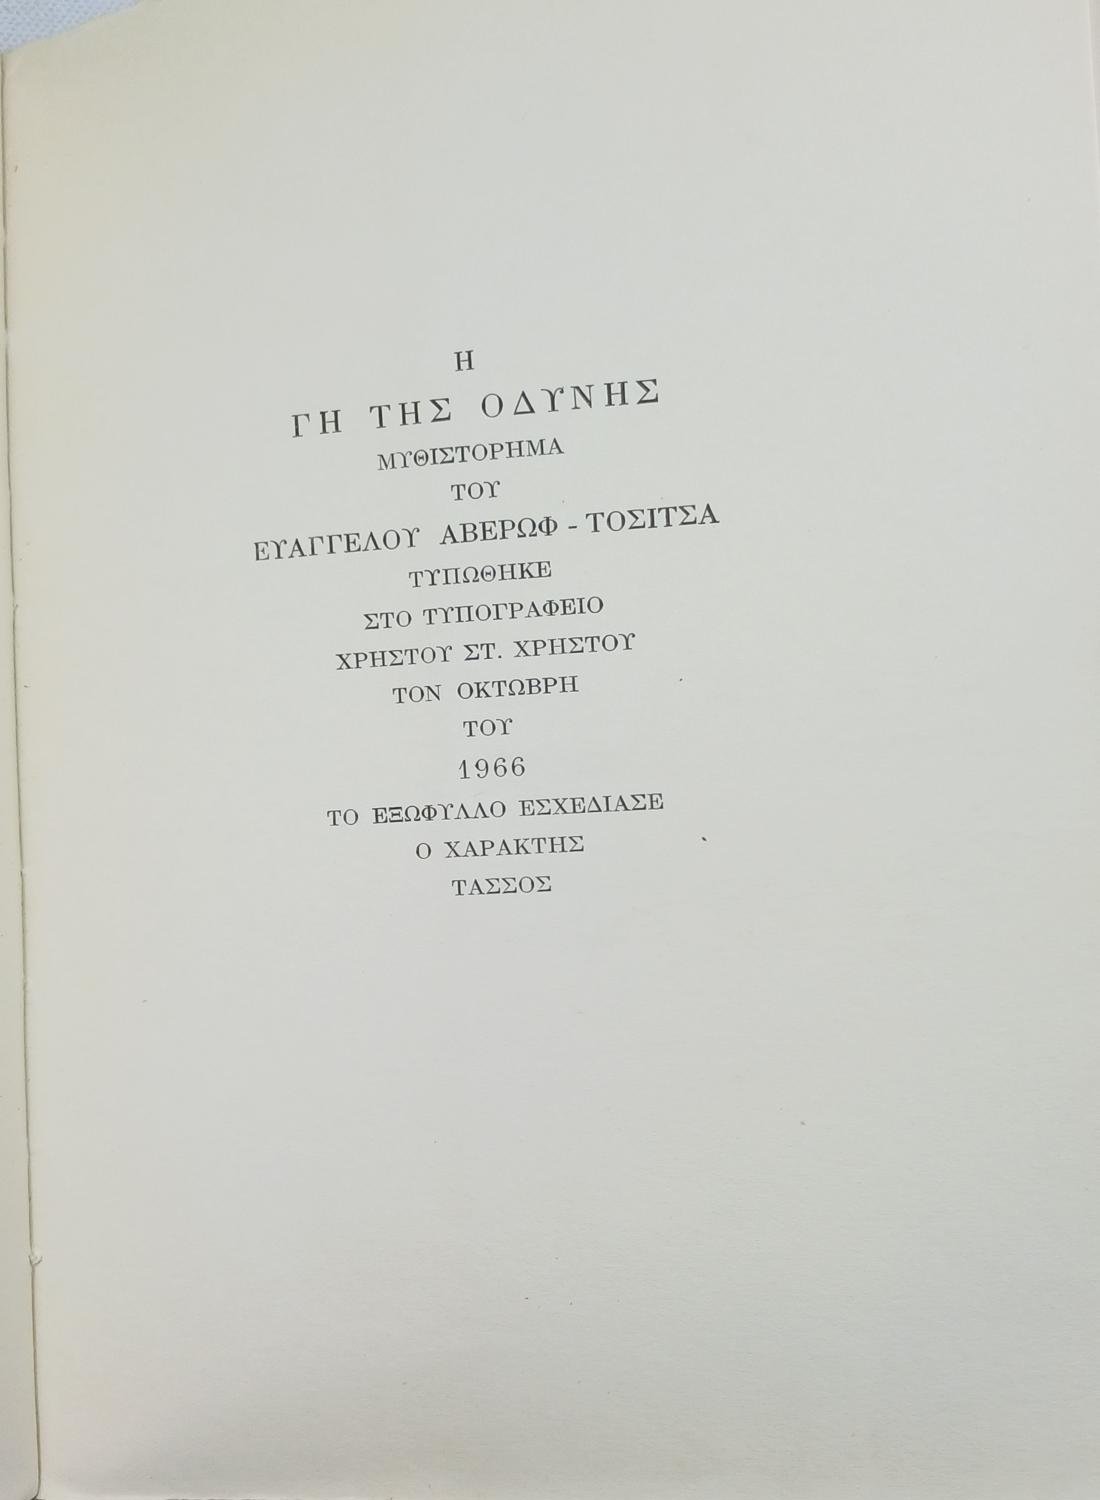 Η
ΓΗ ΤΗΣ ΟΔΥΝΗΣ
ΜΥΘΙΣΤΟΡΗΜΑ
ΤΟΥ
ΕΥΑΓΓΕΛΟΥ ΑΒΕΡΩΦ - ΤΟΣΙΤΣΑ
ΤΥΠΩΘΗΚΕ
ΣΤΟ ΤΥΠΟΓΡΑΦΕΙΟ
ΧΡΗΣΤΟΥ ΣΤ. ΧΡΗΣΤΟΥ
ΤΟΝ ΟΚΤΩΒΡΗ
ΤΟΥ
1966
ΤΟ ΕΞΩΦΥΛΛΟ ΕΣΧΕΔΙΑΣΕ
Ο ΧΑΡΑΚΤΗΣ
ΤΑΣΣΟΣ